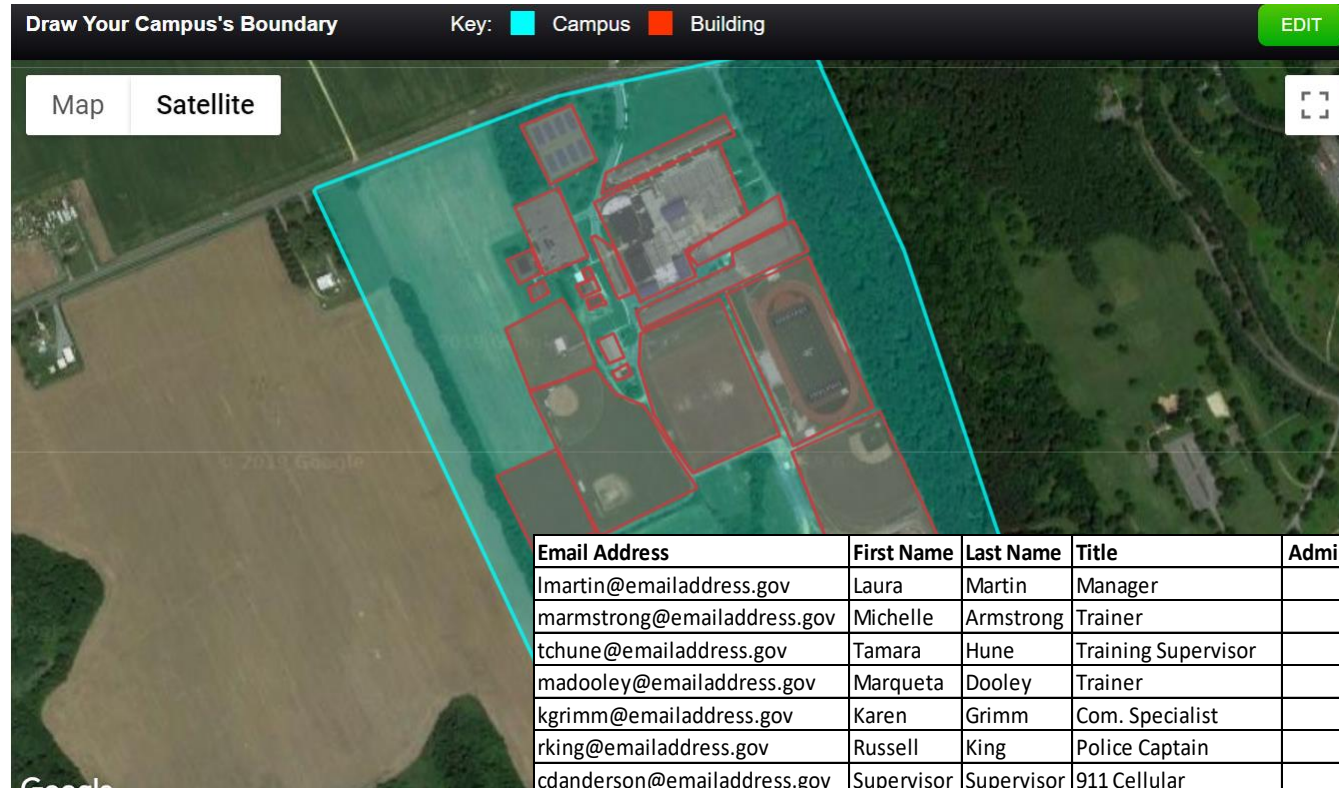 Draw Your Campus's Boundary Key: Campus Building EDIT
Map Satellite
© 2019 Google
Email Address First Name Last Name Title Admi
lmartin@emailaddress.gov Laura Martin Manager
marmstrong@emailaddress.gov Michelle Armstrong Trainer
tchune@emailaddress.gov Tamara Hune Training Supervisor
madooley@emailaddress.gov Marqueta Dooley Trainer
kgrimm@emailaddress.gov Karen Grimm Com. Specialist
rking@emailaddress.gov Russell King Police Captain
cdanderson@emailaddress.gov Supervisor Supervisor 911 Cellular
Google